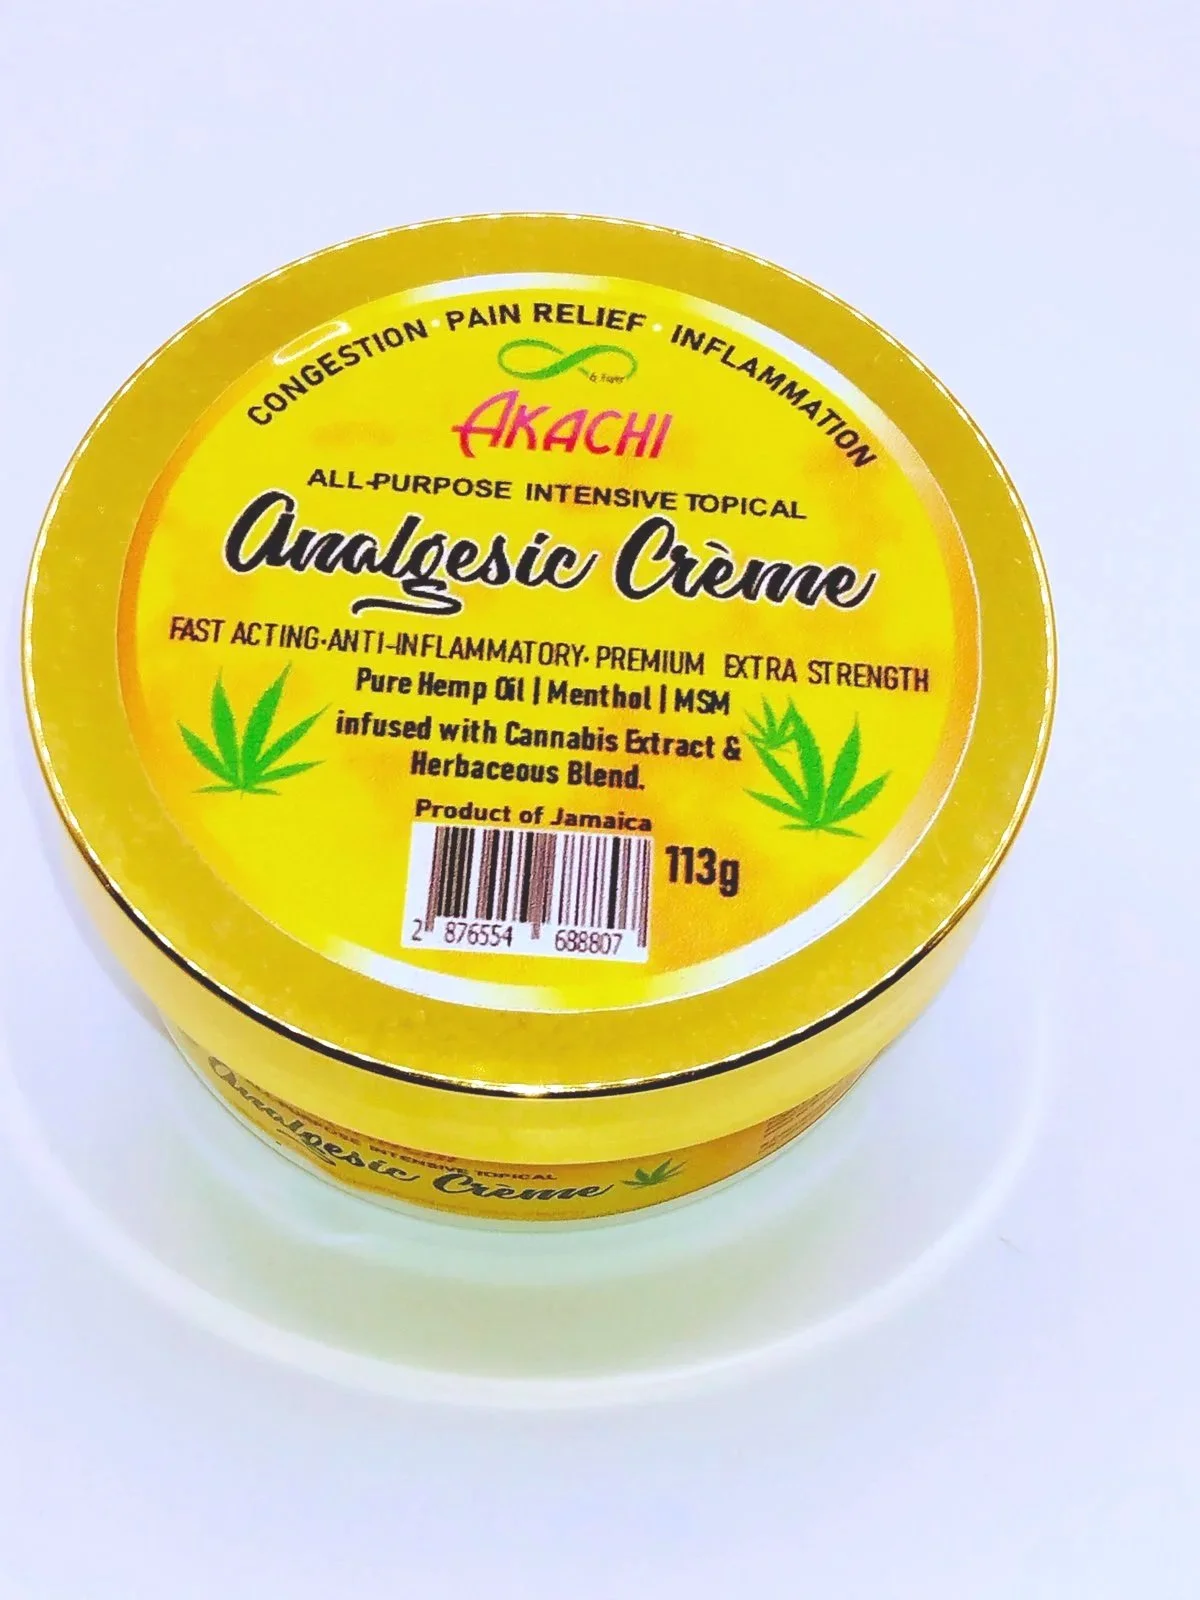 CONGESTION · PAIN RELIEF · INFLAMMATION
AKACHI
ALL-PURPOSE INTENSIVE TOPICAL
Analgesic Crème
FAST ACTING·ANTI-INFLAMMATORY· PREMIUM EXTRA STRENGTH
Pure Hemp Oil | Menthol | MSM
infused with Cannabis Extract &
Herbaceous Blend.
Product of Jamaica
113g
2 876554 688807
INTENSIVE TOPICAL
Analgesic Crème